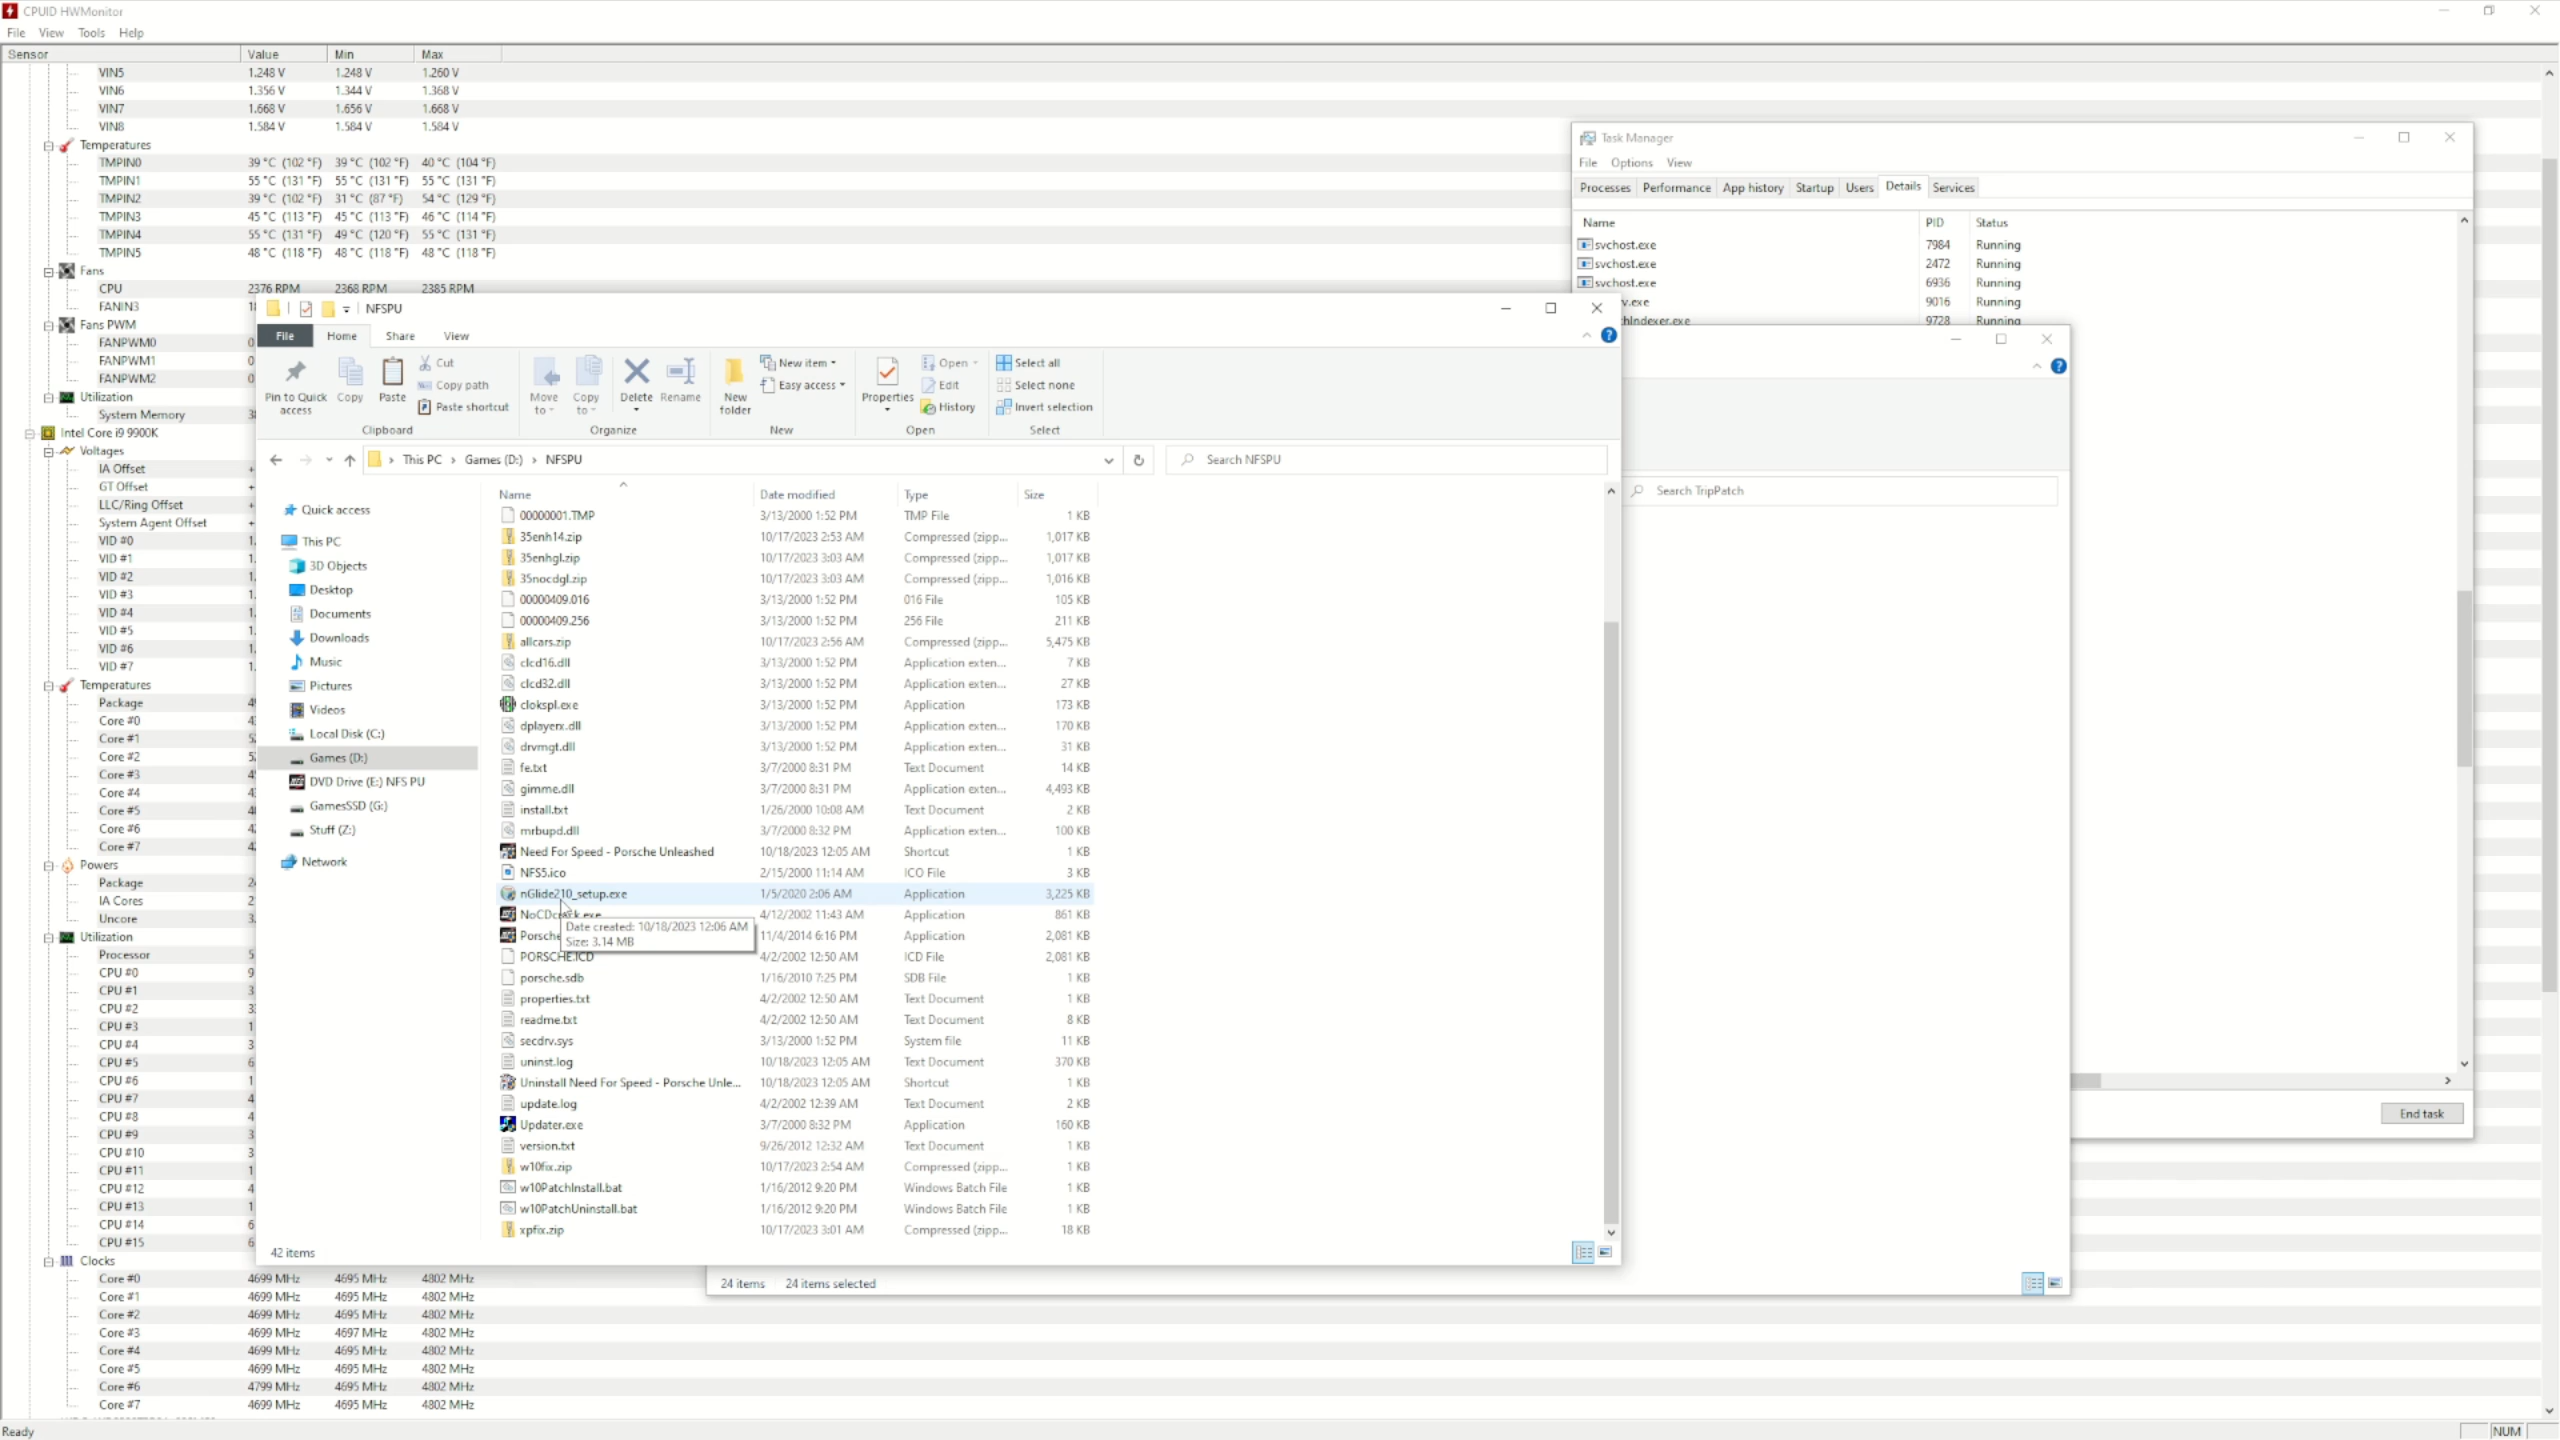 CPUID HWMonitor
File View Tools Help
Sensor Value Min Max
VIN5 1.248 V 1.248 V 1.260 V
VIN6 1.356 V 1.344 V 1.368 V
VIN7 1.668 V 1.656 V 1.668 V
VIN8 1.584 V 1.584 V 1.584 V
Temperatures
TMPIN0 39 °C (102 °F) 39 °C (102 °F) 40 °C (104 °F)
TMPIN1 55 °C (131 °F) 55 °C (131 °F) 55 °C (131 °F)
TMPIN2 39 °C (102 °F) 31 °C (87 °F) 54 °C (129 °F)
TMPIN3 45 °C (113 °F) 45 °C (113 °F) 46 °C (114 °F)
TMPIN4 55 °C (131 °F) 49 °C (120 °F) 55 °C (131 °F)
TMPIN5 48 °C (118 °F) 48 °C (118 °F) 48 °C (118 °F)
Fans
CPU 2376 RPM 2368 RPM 2385 RPM
FANIN3
Fans PWM
FANPWM0
FANPWM1
FANPWM2
Utilization
System Memory
Intel Core i9 9900K
Voltages
IA Offset
GT Offset
LLC/Ring Offset
System Agent Offset
VID #0
VID #1
VID #2
VID #3
VID #4
VID #5
VID #6
VID #7
Temperatures
Package
Core #0
Core #1
Core #2
Core #3
Core #4
Core #5
Core #6
Core #7
Powers
Package
IA Cores
Uncore
Utilization
Processor
CPU #0
CPU #1
CPU #2
CPU #3
CPU #4
CPU #5
CPU #6
CPU #7
CPU #8
CPU #9
CPU #10
CPU #11
CPU #12
CPU #13
CPU #14
CPU #15
Clocks
Core #0 4699 MHz 4695 MHz 4802 MHz
Core #1 4699 MHz 4695 MHz 4802 MHz
Core #2 4699 MHz 4695 MHz 4802 MHz
Core #3 4699 MHz 4697 MHz 4802 MHz
Core #4 4699 MHz 4695 MHz 4802 MHz
Core #5 4699 MHz 4695 MHz 4802 MHz
Core #6 4799 MHz 4695 MHz 4802 MHz
Core #7 4699 MHz 4695 MHz 4802 MHz
Ready NUM
Task Manager
File Options View
Processes Performance App history Startup Users Details Services
Name PID Status
svchost.exe 7984 Running
svchost.exe 2472 Running
svchost.exe 6936 Running
v.exe 9016 Running
hIndexer.exe 9728 Running
End task
Search TripPatch
24 items 24 items selected
NFSPU
File Home Share View
Pin to Quick access
Copy
Paste
Cut
Copy path
Paste shortcut
Clipboard
Move to
Copy to
Delete
Rename
Organize
New folder
New item
Easy access
New
Properties
Open
Edit
History
Open
Select all
Select none
Invert selection
Select
This PC > Games (D:) > NFSPU
Search NFSPU
Quick access
This PC
3D Objects
Desktop
Documents
Downloads
Music
Pictures
Videos
Local Disk (C:)
Games (D:)
DVD Drive (E:) NFS PU
GamesSSD (G:)
Stuff (Z:)
Network
Name Date modified Type Size
00000001.TMP 3/13/2000 1:52 PM TMP File 1 KB
35enh14.zip 10/17/2023 2:53 AM Compressed (zipp... 1,017 KB
35enhgl.zip 10/17/2023 3:03 AM Compressed (zipp... 1,017 KB
35nocdgl.zip 10/17/2023 3:03 AM Compressed (zipp... 1,016 KB
00000409.016 3/13/2000 1:52 PM 016 File 105 KB
00000409.256 3/13/2000 1:52 PM 256 File 211 KB
allcars.zip 10/17/2023 2:56 AM Compressed (zipp... 5,475 KB
clcd16.dll 3/13/2000 1:52 PM Application exten... 7 KB
clcd32.dll 3/13/2000 1:52 PM Application exten... 27 KB
clokspl.exe 3/13/2000 1:52 PM Application 173 KB
dplayerx.dll 3/13/2000 1:52 PM Application exten... 170 KB
drvmgt.dll 3/13/2000 1:52 PM Application exten... 31 KB
fe.txt 3/7/2000 8:31 PM Text Document 14 KB
gimme.dll 3/7/2000 8:31 PM Application exten... 4,493 KB
install.txt 1/26/2000 10:08 AM Text Document 2 KB
mrbupd.dll 3/7/2000 8:32 PM Application exten... 100 KB
Need For Speed - Porsche Unleashed 10/18/2023 12:05 AM Shortcut 1 KB
NFS5.ico 2/15/2000 11:14 AM ICO File 3 KB
nGlide210_setup.exe 1/5/2020 2:06 AM Application 3,225 KB
NoCDcrack.exe 4/12/2002 11:43 AM Application 861 KB
Date created: 10/18/2023 12:06 AM
Size: 3.14 MB
Porsche 11/4/2014 6:16 PM Application 2,081 KB
PORSCHE.ICD 4/2/2002 12:50 AM ICD File 2,081 KB
porsche.sdb 1/16/2010 7:25 PM SDB File 1 KB
properties.txt 4/2/2002 12:50 AM Text Document 1 KB
readme.txt 4/2/2002 12:50 AM Text Document 8 KB
secdrv.sys 3/13/2000 1:52 PM System file 11 KB
uninst.log 10/18/2023 12:05 AM Text Document 370 KB
Uninstall Need For Speed - Porsche Unle... 10/18/2023 12:05 AM Shortcut 1 KB
update.log 4/2/2002 12:39 AM Text Document 2 KB
Updater.exe 3/7/2000 8:32 PM Application 160 KB
version.txt 9/26/2012 12:32 AM Text Document 1 KB
w10fix.zip 10/17/2023 2:54 AM Compressed (zipp... 1 KB
w10PatchInstall.bat 1/16/2012 9:20 PM Windows Batch File 1 KB
w10PatchUninstall.bat 1/16/2012 9:20 PM Windows Batch File 1 KB
xpfix.zip 10/17/2023 3:01 AM Compressed (zipp... 18 KB
42 items